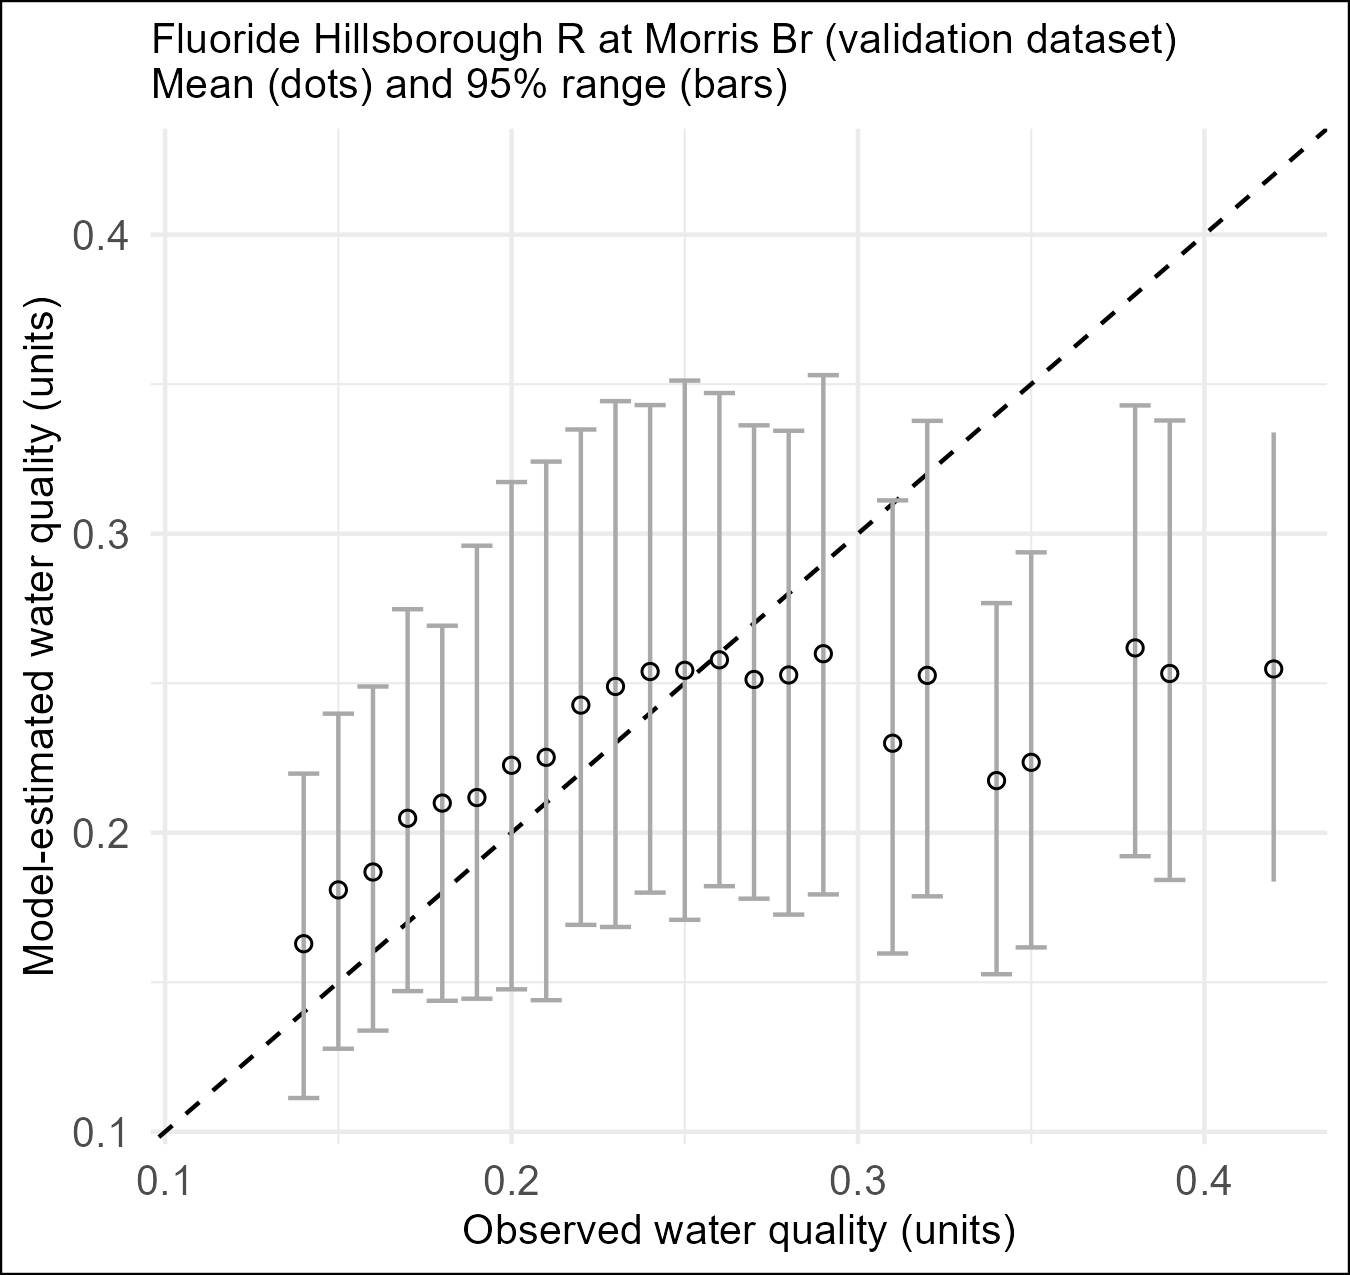 Fluoride Hillsborough R at Morris Br (validation dataset)
Mean (dots) and 95% range (bars)
Model-estimated water quality (units)
0.4
0.3
0.2
0.1
0.1 0.2 0.3 0.4
Observed water quality (units)